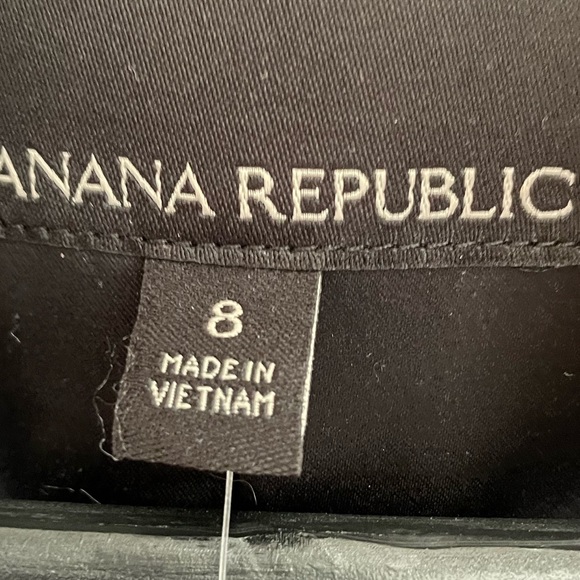 ANANA REPUBLIC
8
MADE IN
VIETNAM